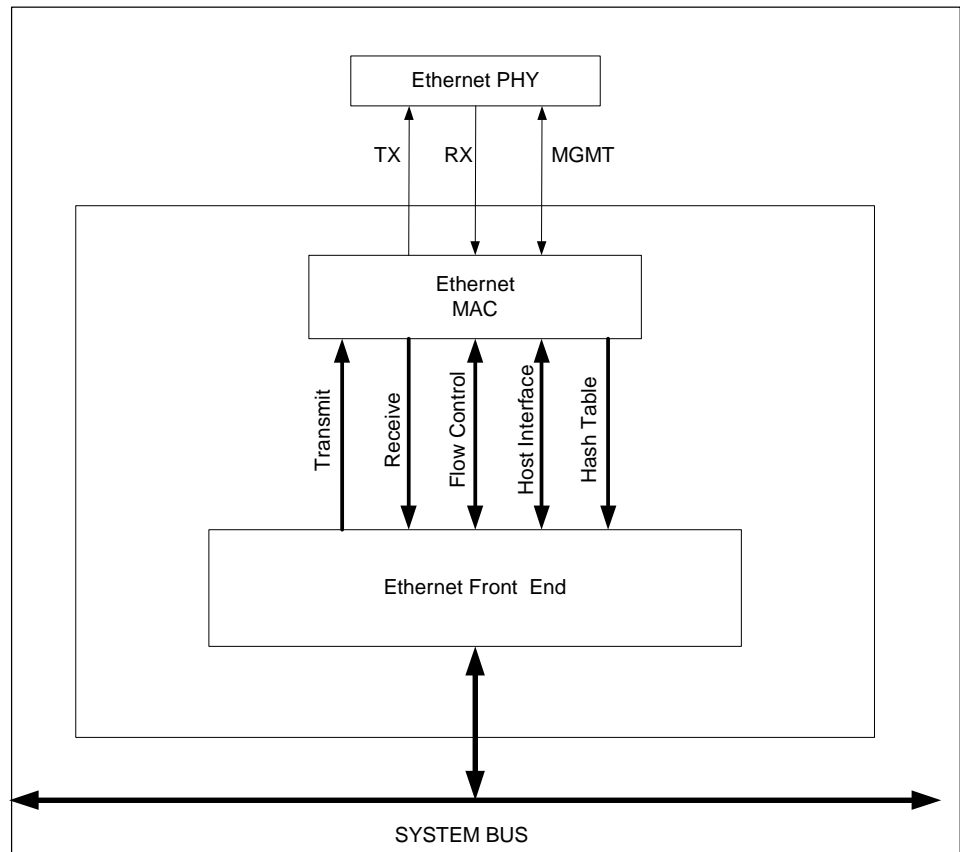 Ethernet PHY
TX
RX
MGMT
Ethernet
MAC
Transmit
Receive
Flow Control
Host Interface
Hash Table
Ethernet Front End
SYSTEM BUS